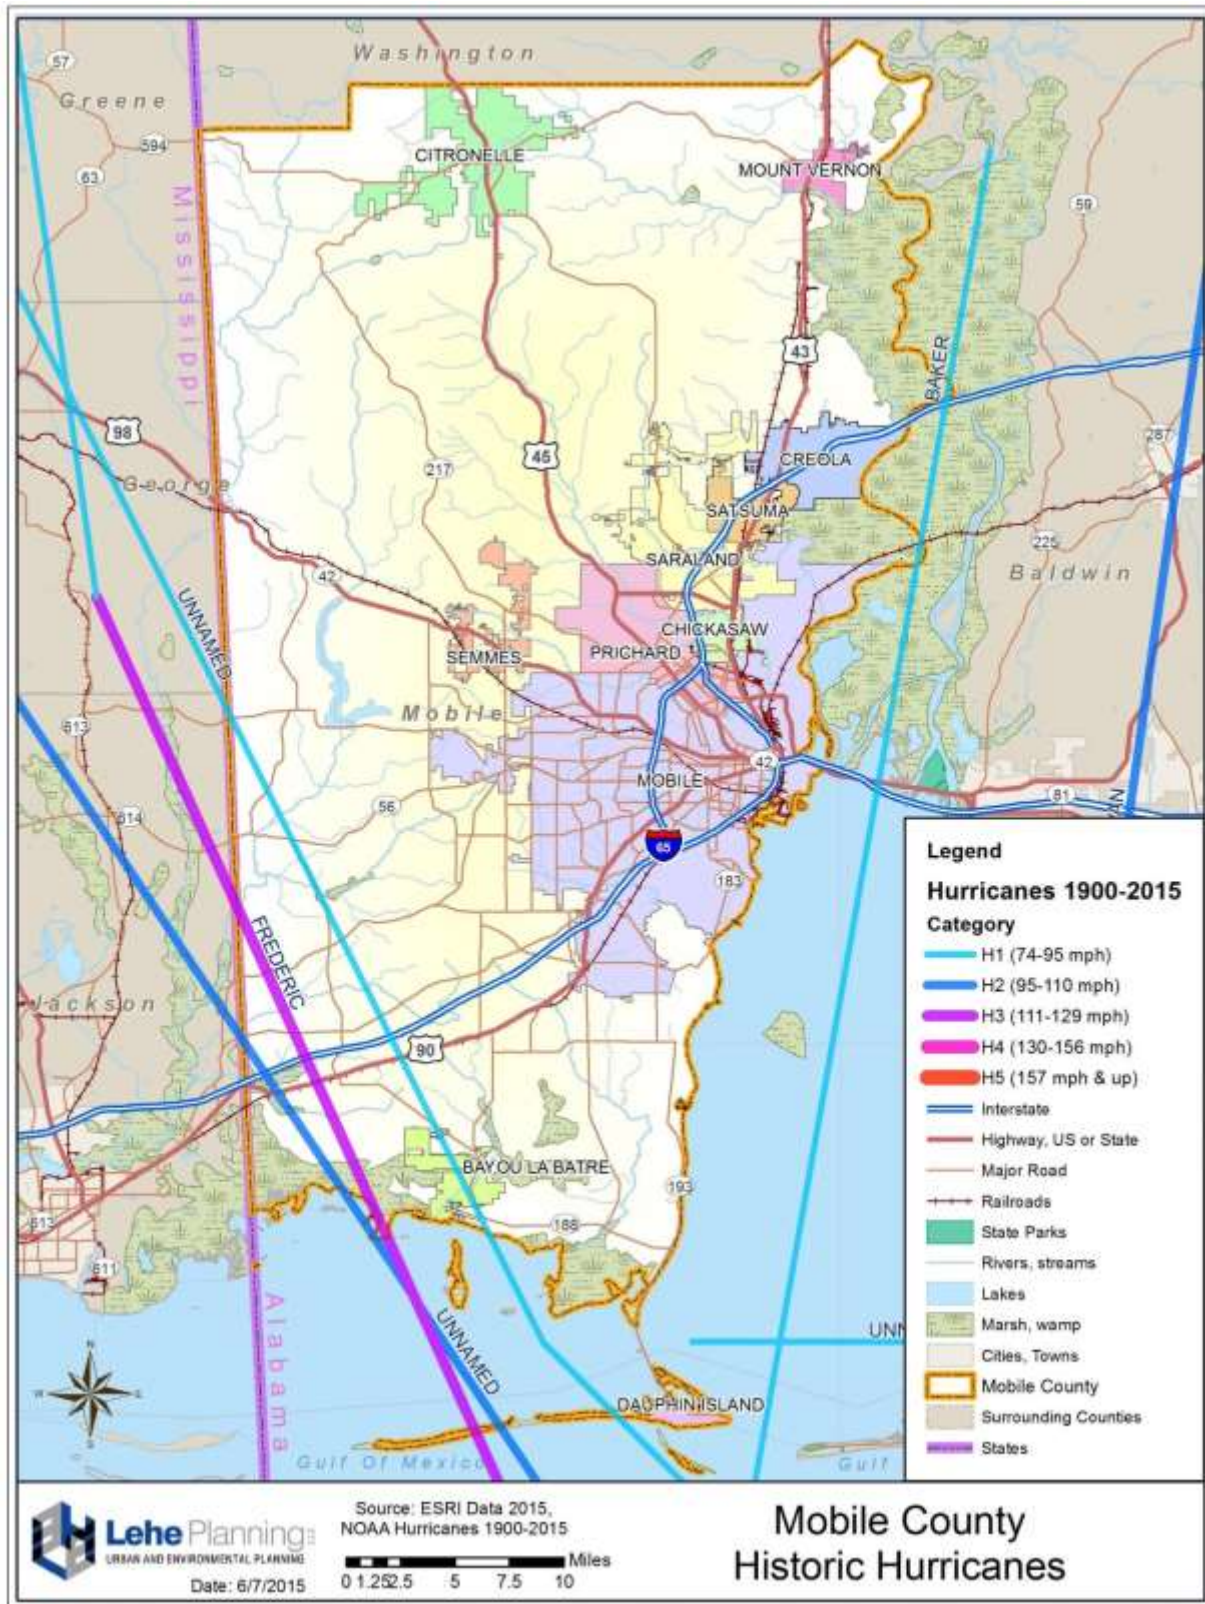 Washington
57
Greene
594
63
CITRONELLE
MOUNT VERNON
59
Mississippi
43
BAKER
98
George
45
217
CREOLA
287
SATSUMA
SARALAND
225
Baldwin
42
UNNAMED
CHICKASAW
PRICHARD
SEMMES
Mobile
613
MOBILE
42
81
56
614
65
183
FREDERIC
Jackson
90
BAYOU LA BATRE
193
188
613
611
Alabama
UNNAMED
UNN
DAUPHIN ISLAND
Gulf Of Mexico
Gulf
N
W
E
S
Legend
Hurricanes 1900-2015
Category
H1 (74-95 mph)
H2 (95-110 mph)
H3 (111-129 mph)
H4 (130-156 mph)
H5 (157 mph & up)
Interstate
Highway, US or State
Major Road
Railroads
State Parks
Rivers, streams
Lakes
Marsh, wamp
Cities, Towns
Mobile County
Surrounding Counties
States
Lehe Planning
URBAN AND ENVIRONMENTAL PLANNING
Date: 6/7/2015
Source: ESRI Data 2015,
NOAA Hurricanes 1900-2015
Miles
0 1.25 2.5 5 7.5 10
Mobile County
Historic Hurricanes